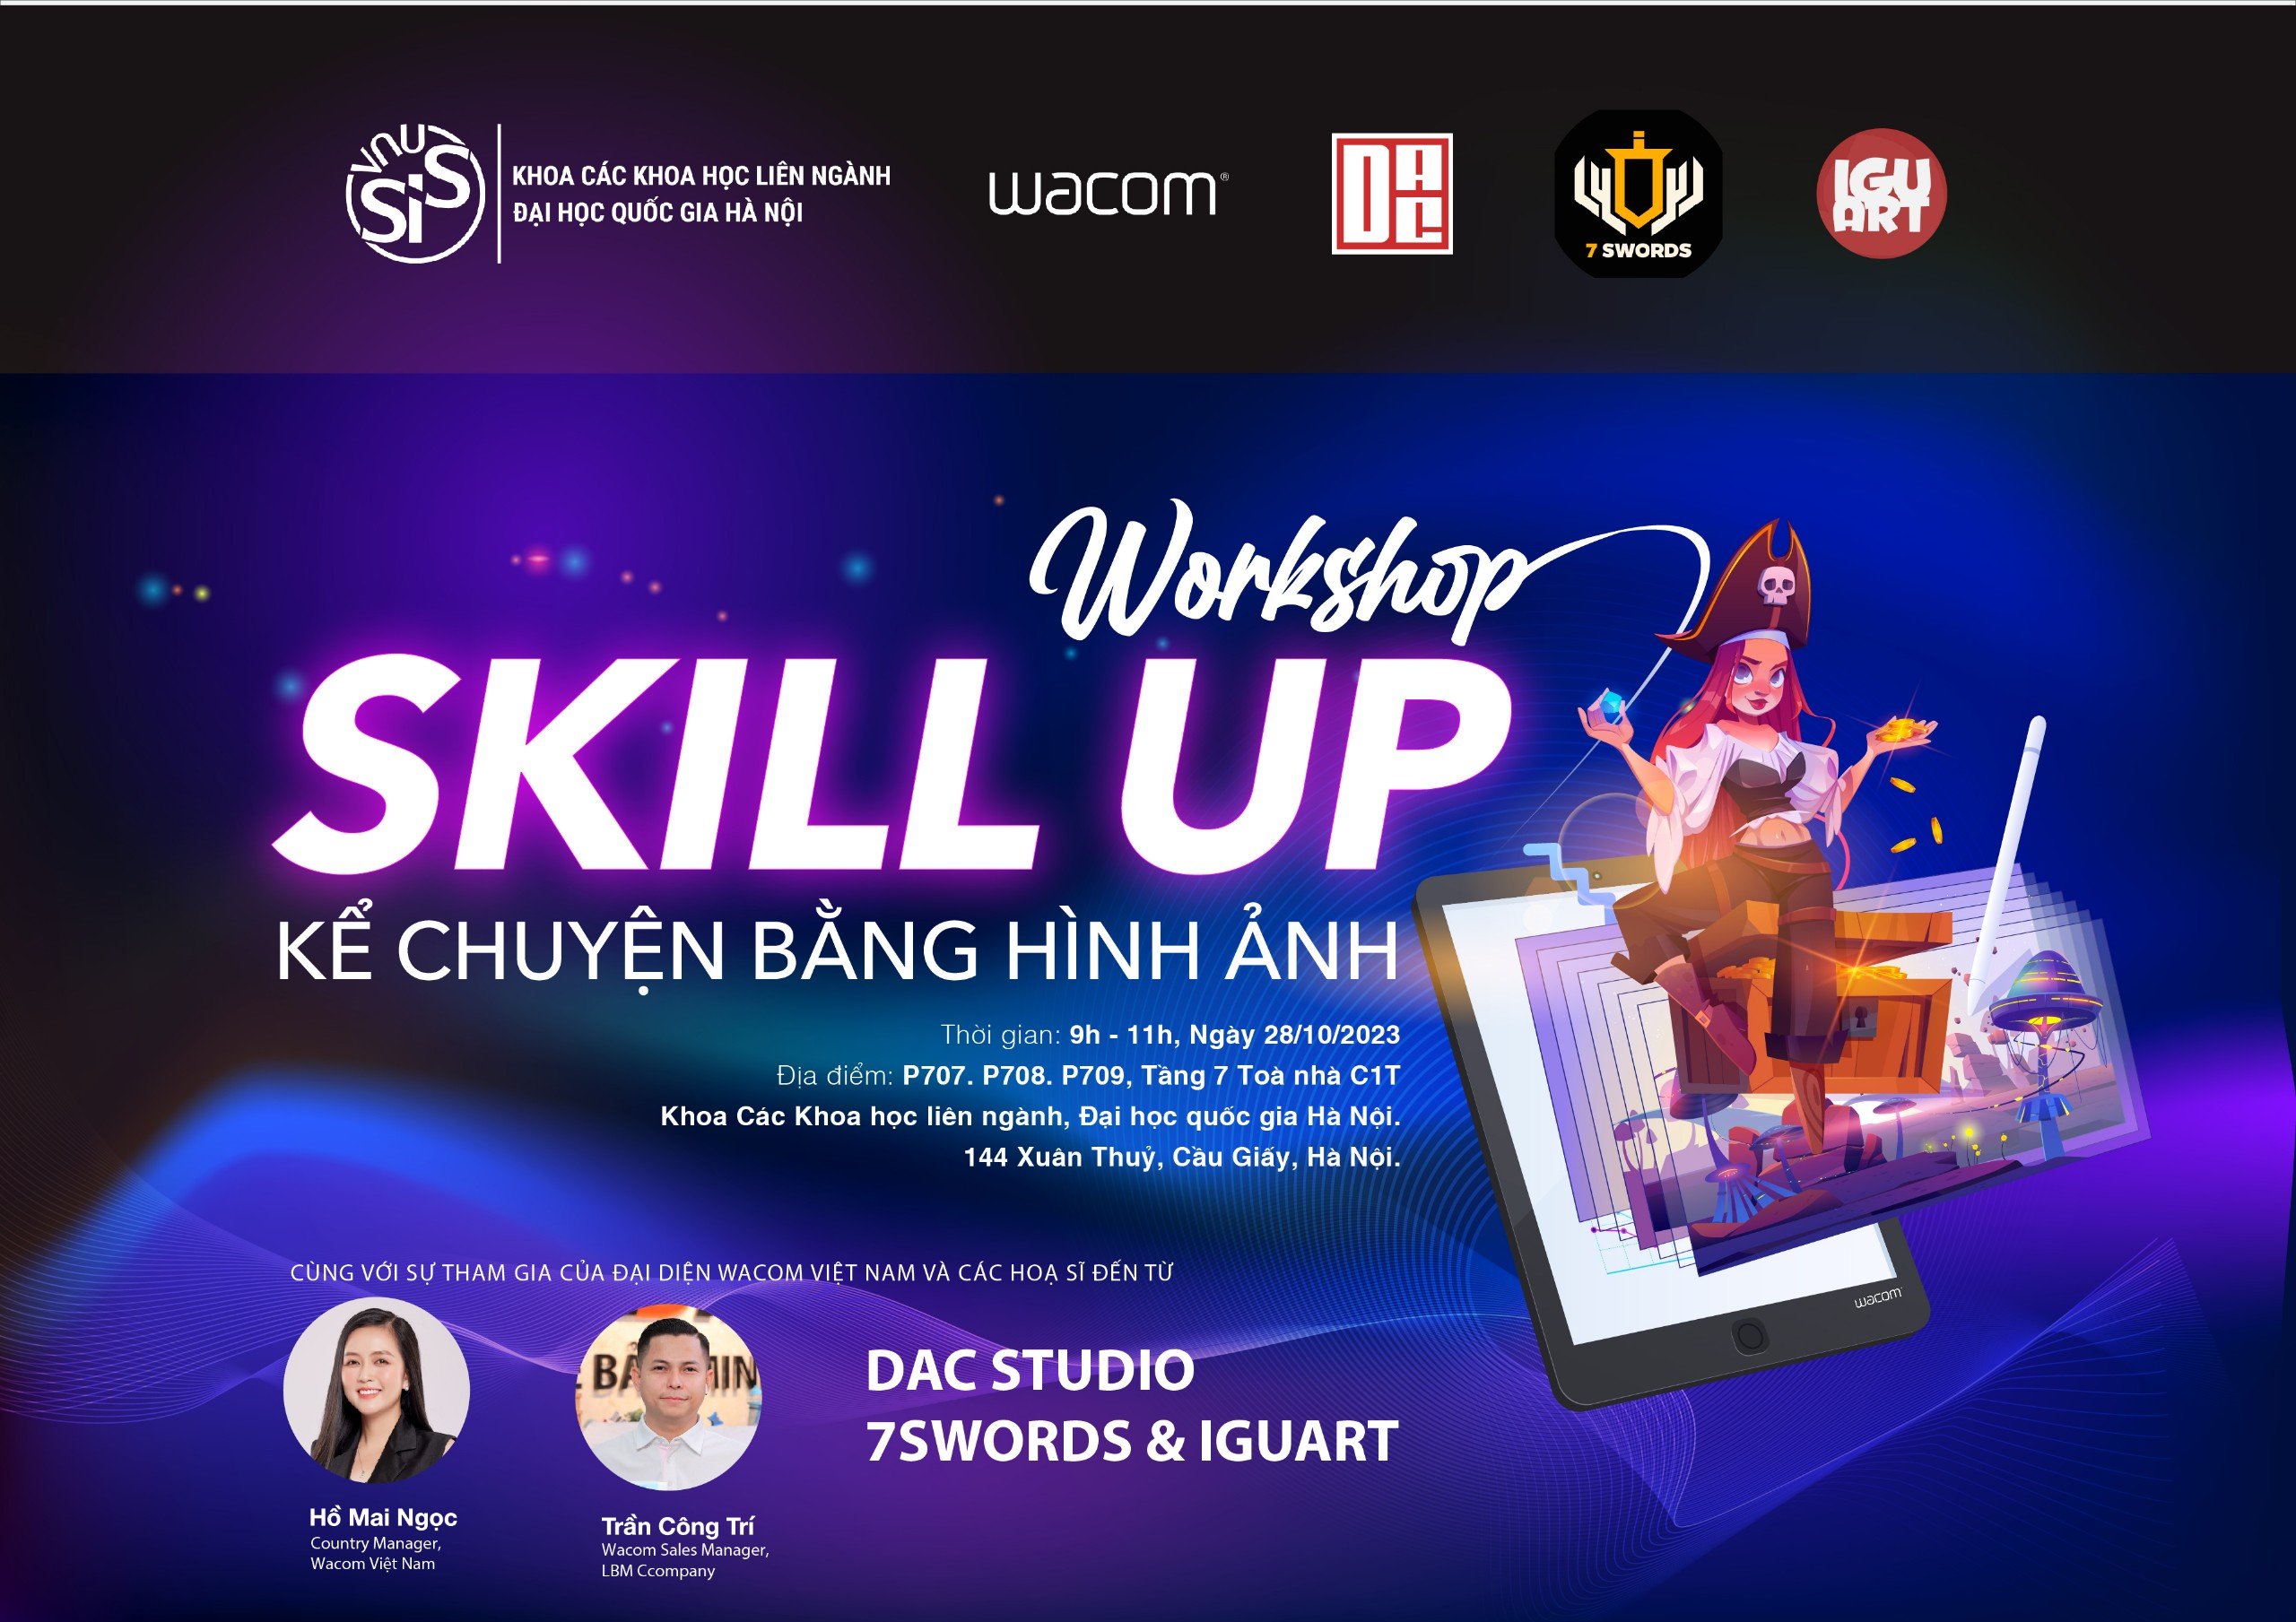 VNU
SIS
KHOA CÁC KHOA HỌC LIÊN NGÀNH
ĐẠI HỌC QUỐC GIA HÀ NỘI
wacom®
DAC
7 SWORDS
IGU
ART
Workshop
SKILL UP
KỂ CHUYỆN BẰNG HÌNH ẢNH
Thời gian: 9h - 11h, Ngày 28/10/2023
Địa điểm: P707. P708. P709, Tầng 7 Toà nhà C1T
Khoa Các Khoa học liên ngành, Đại học quốc gia Hà Nội.
144 Xuân Thuỷ, Cầu Giấy, Hà Nội.
wacom
CÙNG VỚI SỰ THAM GIA CỦA ĐẠI DIỆN WACOM VIỆT NAM VÀ CÁC HOẠ SĨ ĐẾN TỪ
DAC STUDIO
7SWORDS & IGUART
Hồ Mai Ngọc
Country Manager,
Wacom Việt Nam
Trần Công Trí
Wacom Sales Manager,
LBM Ccompany